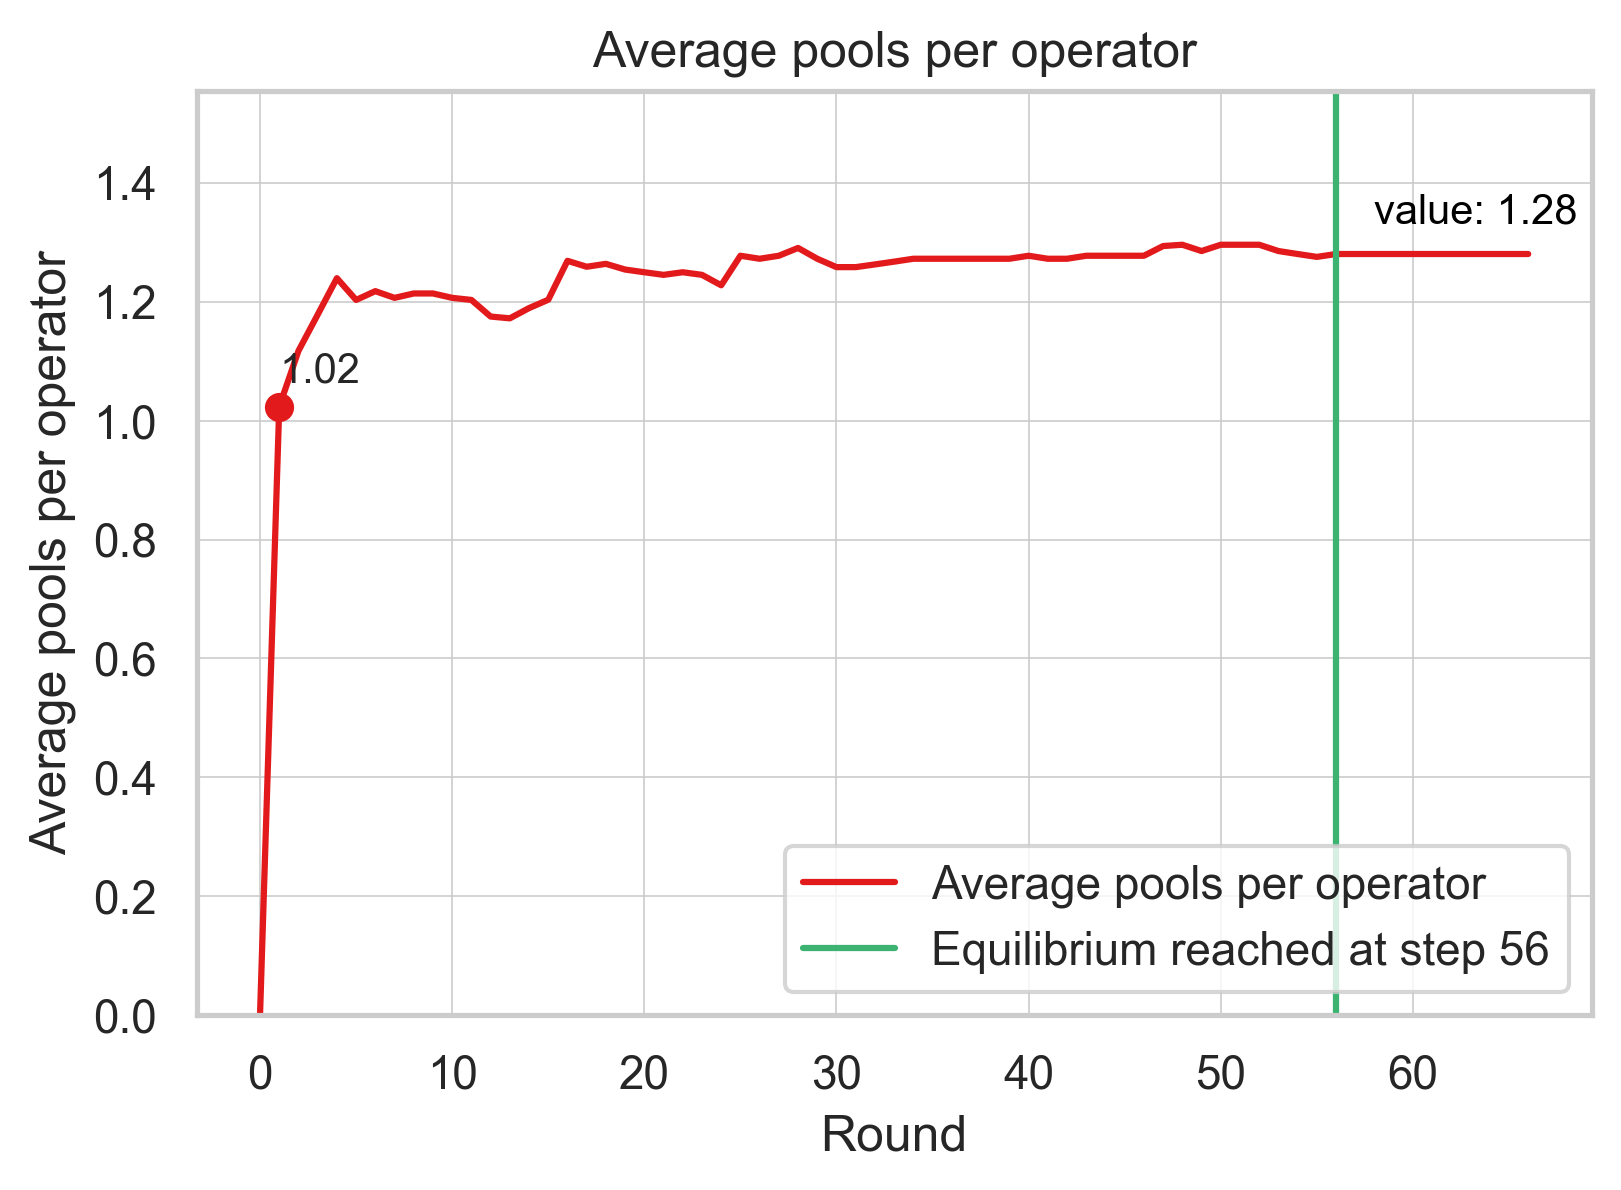 Average pools per operator
Average pools per operator
1.4
1.2
1.0
0.8
0.6
0.4
0.2
0.0
value: 1.28
1.02
Average pools per operator
Equilibrium reached at step 56
0 10 20 30 40 50 60
Round